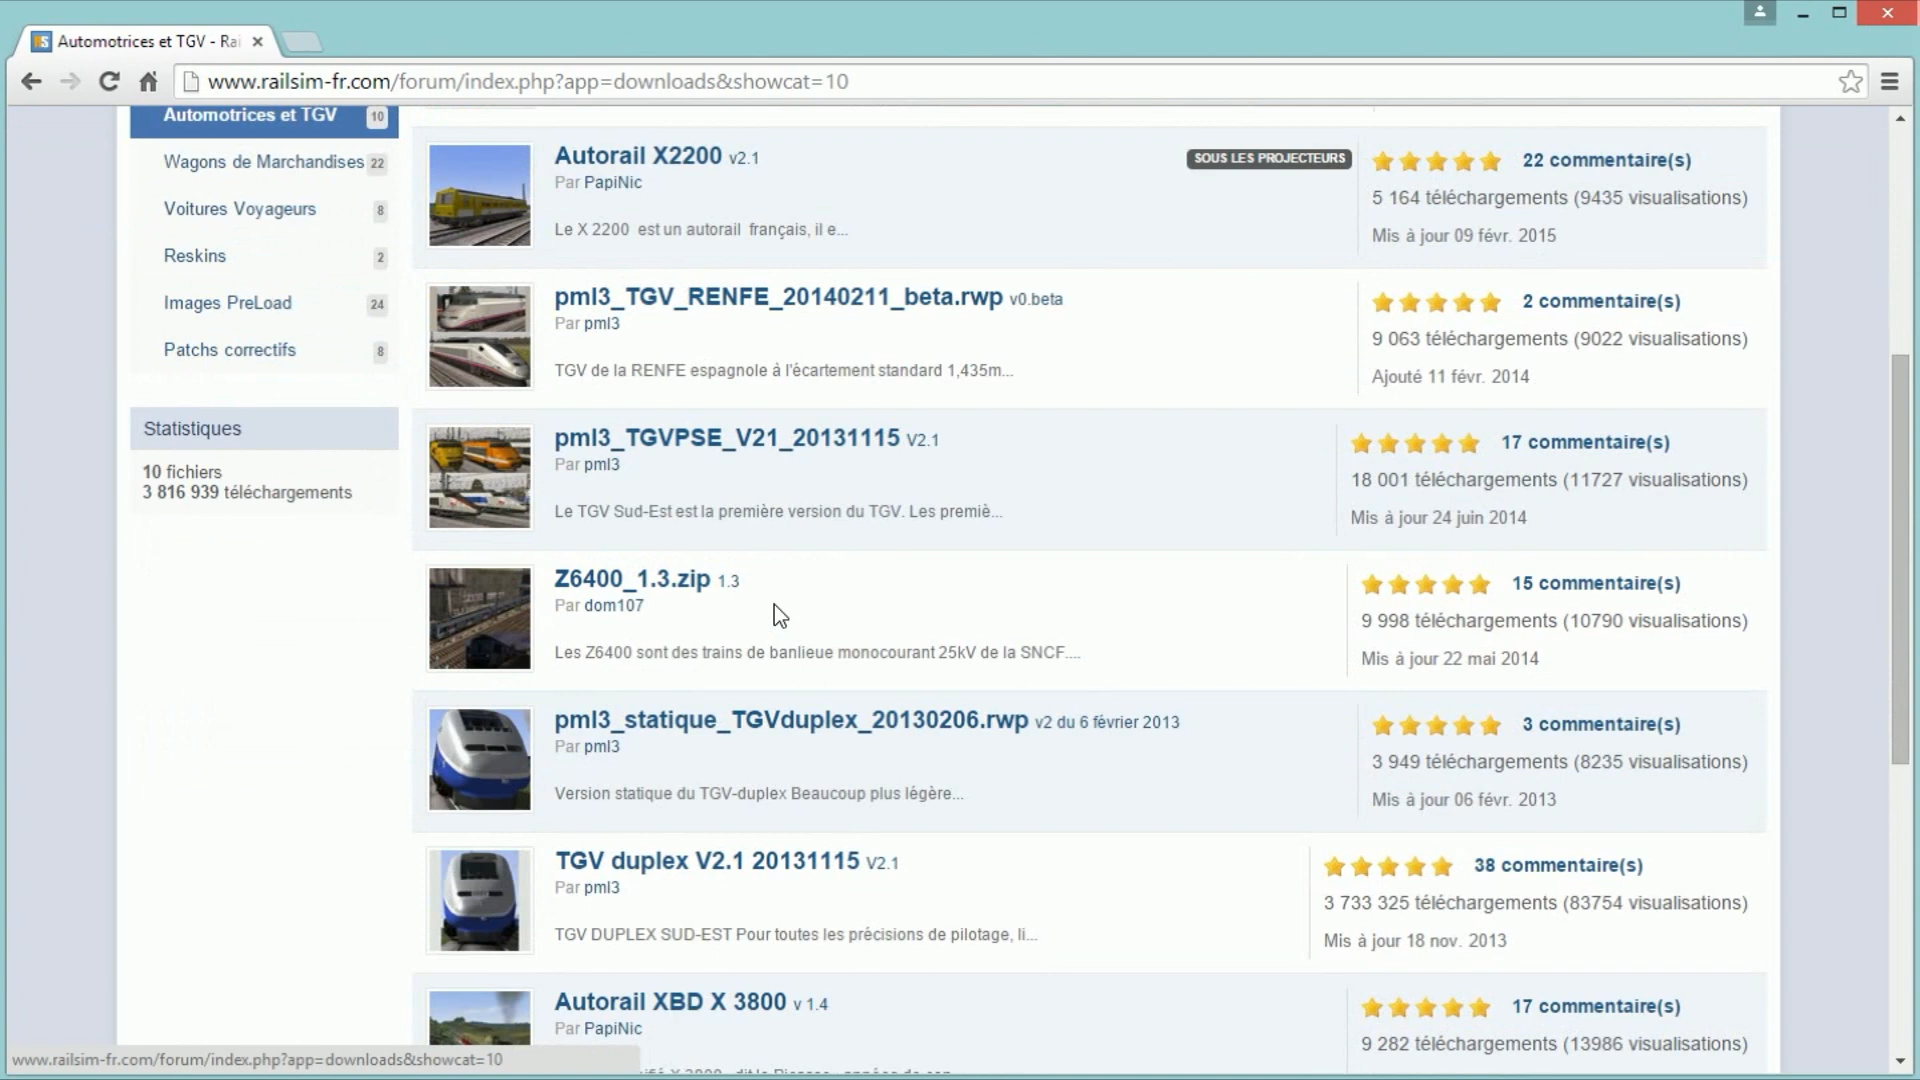 Automotrices et TGV - Rai
www.railsim-fr.com/forum/index.php?app=downloads&showcat=10
Automotrices et TGV 10
Wagons de Marchandises 22
Voitures Voyageurs 8
Reskins 2
Images PreLoad 24
Patchs correctifs 8
Statistiques
10 fichiers
3 816 939 téléchargements
Autorail X2200 v2.1
Par PapiNic
Le X 2200 est un autorail français, il e...
SOUS LES PROJECTEURS
22 commentaire(s)
5 164 téléchargements (9435 visualisations)
Mis à jour 09 févr. 2015
pml3_TGV_RENFE_20140211_beta.rwp v0.beta
Par pml3
TGV de la RENFE espagnole à l'écartement standard 1,435m...
2 commentaire(s)
9 063 téléchargements (9022 visualisations)
Ajouté 11 févr. 2014
pml3_TGVPSE_V21_20131115 V2.1
Par pml3
Le TGV Sud-Est est la première version du TGV. Les premiè...
17 commentaire(s)
18 001 téléchargements (11727 visualisations)
Mis à jour 24 juin 2014
Z6400_1.3.zip 1.3
Par dom107
Les Z6400 sont des trains de banlieue monocourant 25kV de la SNCF....
15 commentaire(s)
9 998 téléchargements (10790 visualisations)
Mis à jour 22 mai 2014
pml3_statique_TGVduplex_20130206.rwp v2 du 6 février 2013
Par pml3
Version statique du TGV-duplex Beaucoup plus légère...
3 commentaire(s)
3 949 téléchargements (8235 visualisations)
Mis à jour 06 févr. 2013
TGV duplex V2.1 20131115 V2.1
Par pml3
TGV DUPLEX SUD-EST Pour toutes les précisions de pilotage, li...
38 commentaire(s)
3 733 325 téléchargements (83754 visualisations)
Mis à jour 18 nov. 2013
Autorail XBD X 3800 v 1.4
Par PapiNic
17 commentaire(s)
9 282 téléchargements (13986 visualisations)
www.railsim-fr.com/forum/index.php?app=downloads&showcat=10